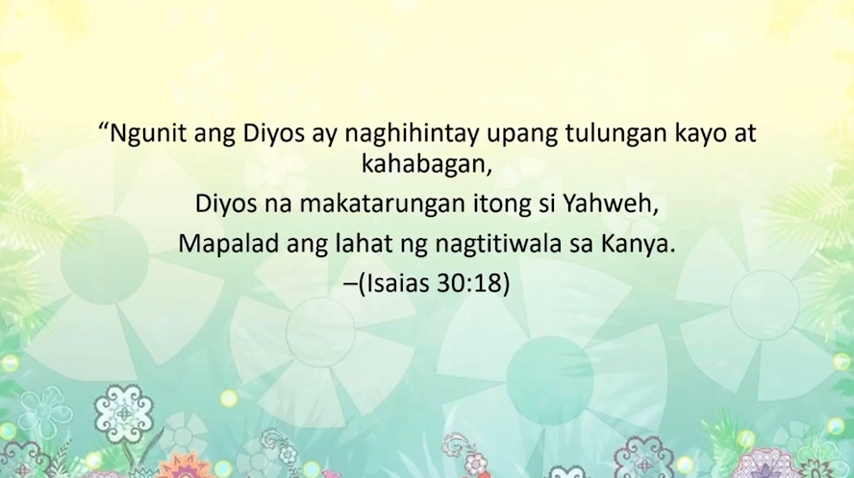 “Ngunit ang Diyos ay naghihintay upang tulungan kayo at
kahabagan,
Diyos na makatarungan itong si Yahweh,
Mapalad ang lahat ng nagtitiwala sa Kanya.
–(Isaias 30:18)